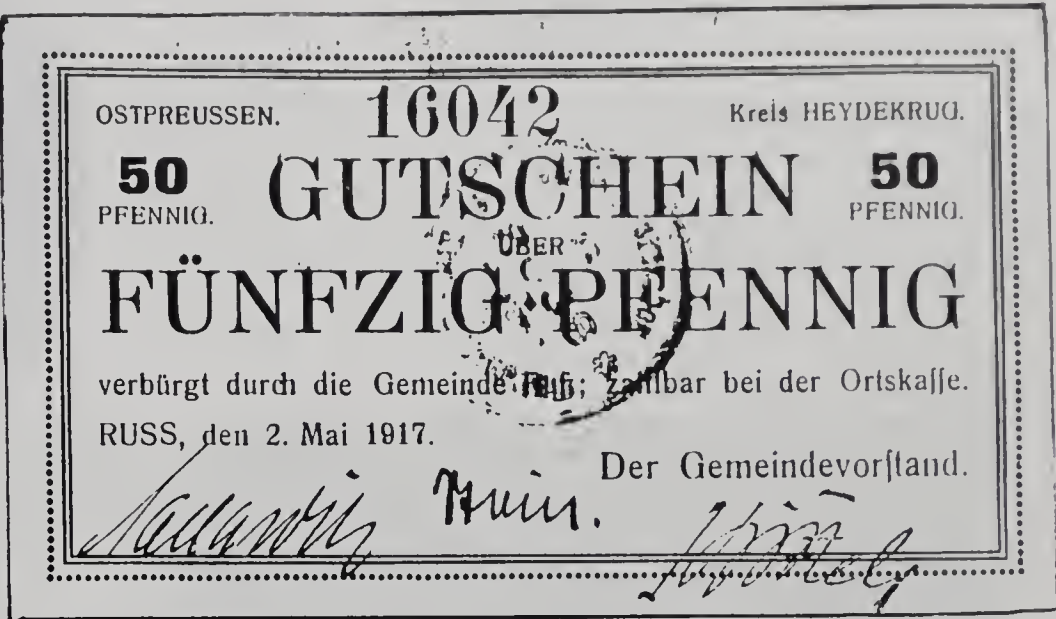 OSTPREUSSEN. 16042 Kreis HEYDEKRUG.
50 GUTSCHEIN 50
PFENNIG. PFENNIG.
ÜBER
FÜNFZIG PFENNIG
verbürgt durch die Gemeinde Ruſs; zahlbar bei der Ortskaſſe.
RUSS, den 2. Mai 1917.
Der Gemeindevorſtand.